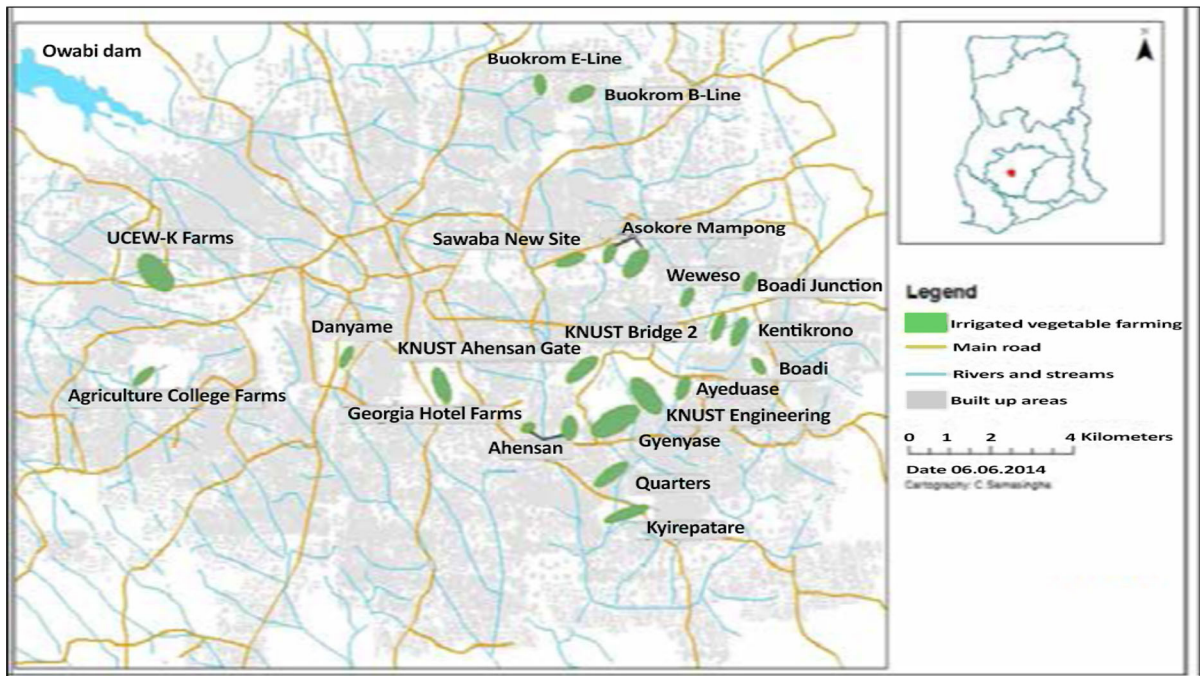 Owabi dam
Buokrom E-Line
Buokrom B-Line
UCEW-K Farms
Sawaba New Site
Asokore Mampong
Weweso
Boadi Junction
Danyame
KNUST Bridge 2
Kentikrono
KNUST Ahensan Gate
Boadi
Agriculture College Farms
Ayeduase
Georgia Hotel Farms
KNUST Engineering
Ahensan
Gyenyase
Quarters
Kyirepatare
N
Legend
Irrigated vegetable farming
Main road
Rivers and streams
Built up areas
0 1 2 4 Kilometers
Date 06.06.2014
Cartography: C Samasinghe